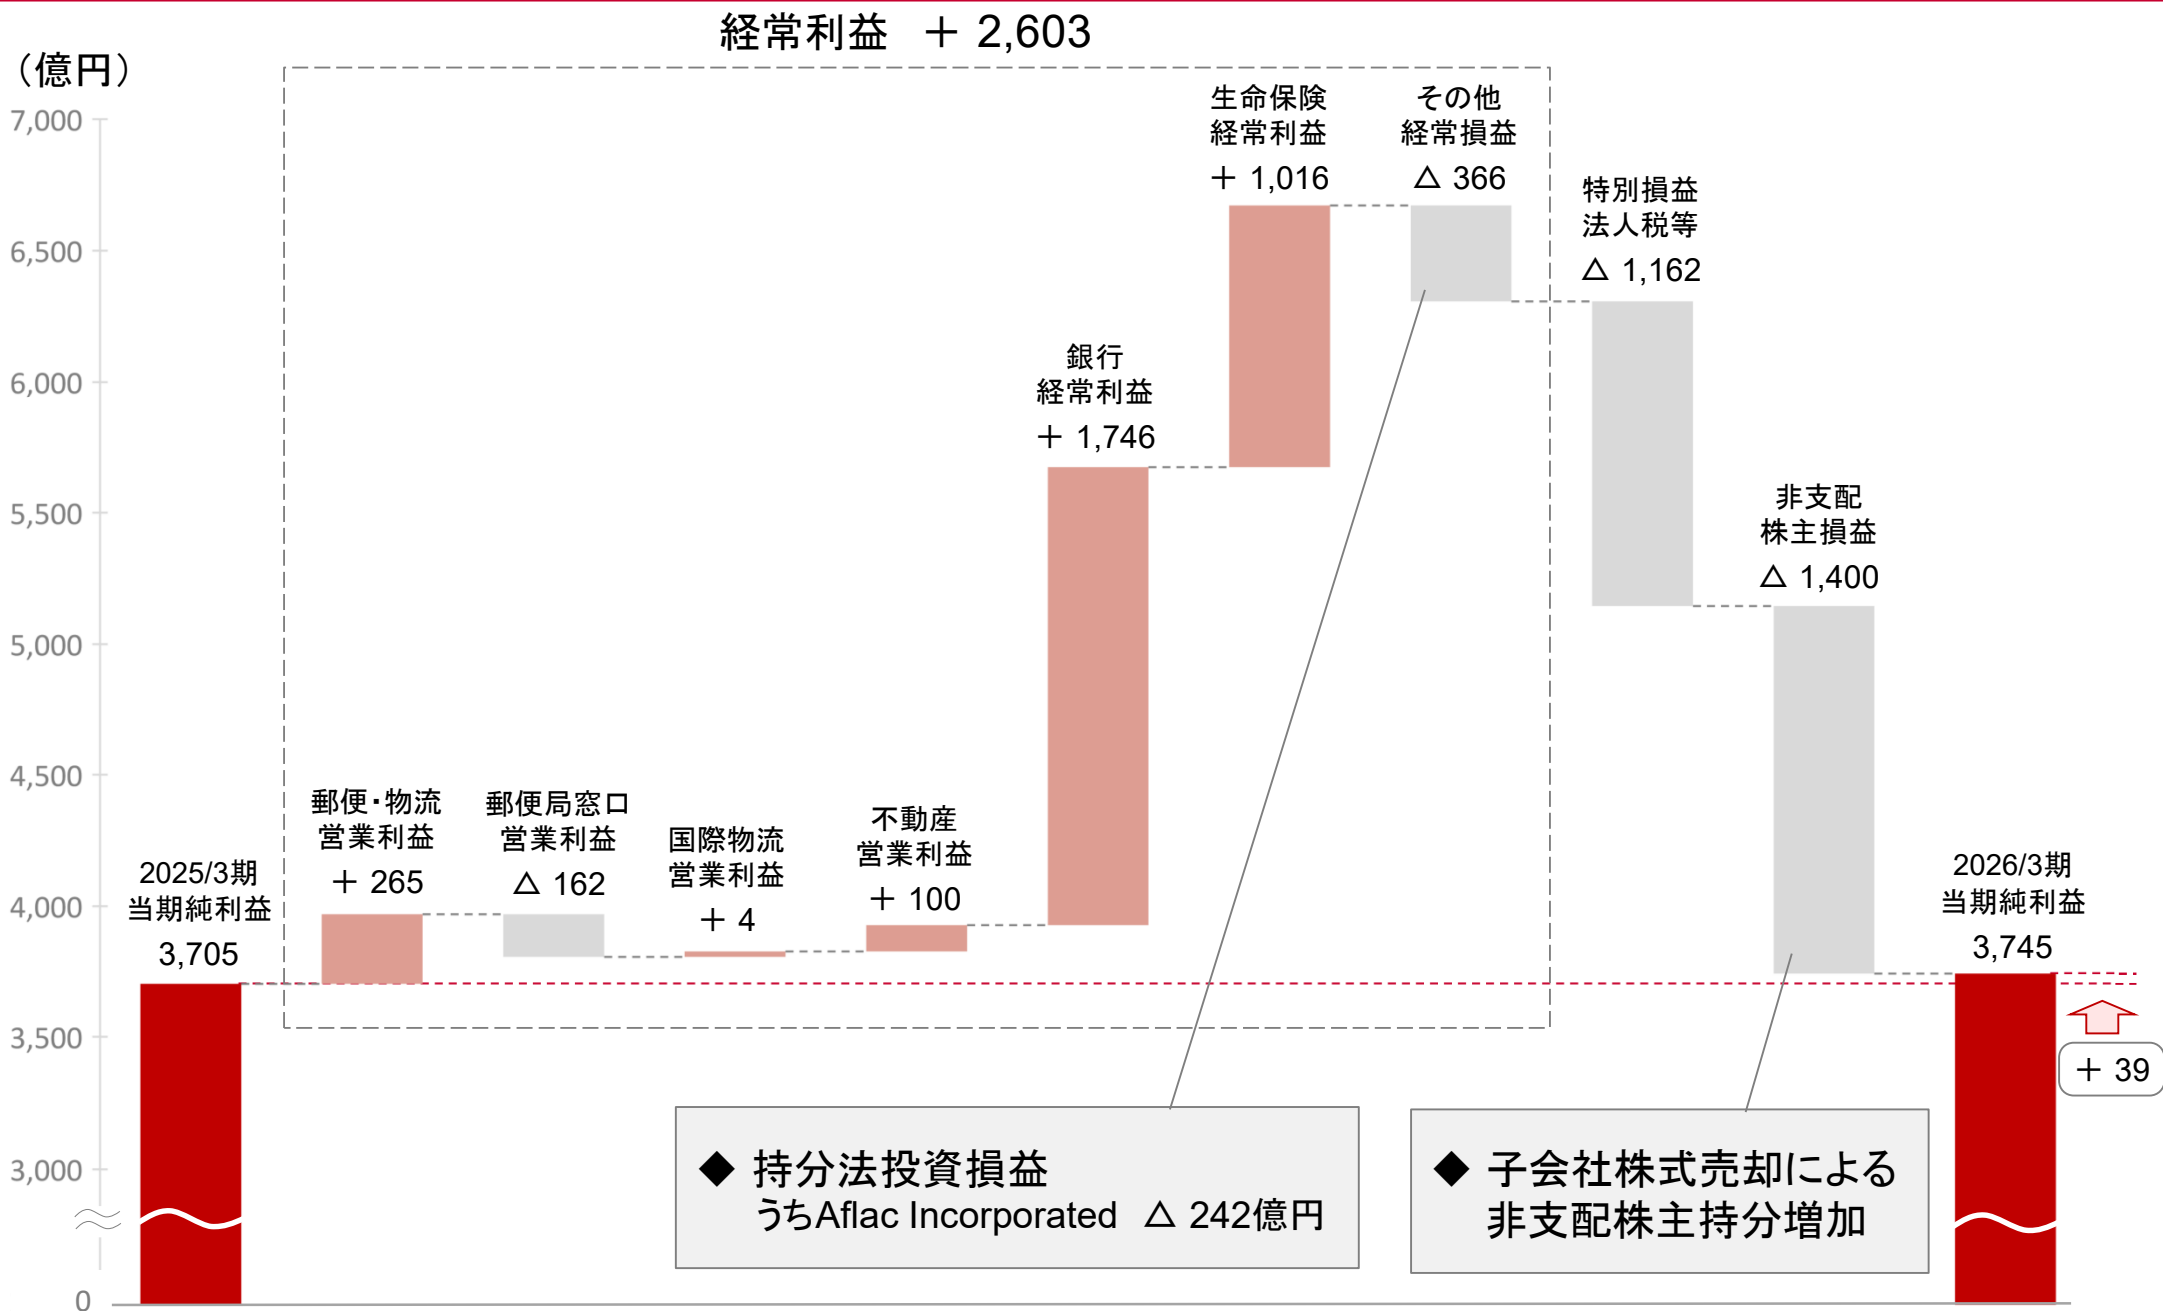 経常利益 ＋ 2,603
（億円）
7,000
6,500
6,000
5,500
5,000
4,500
4,000
3,500
3,000
0
2025/3期
当期純利益
3,705
郵便・物流
営業利益
＋ 265
郵便局窓口
営業利益
△ 162
国際物流
営業利益
＋ 4
不動産
営業利益
＋ 100
銀行
経常利益
＋ 1,746
生命保険
経常利益
＋ 1,016
その他
経常損益
△ 366
特別損益
法人税等
△ 1,162
非支配
株主損益
△ 1,400
2026/3期
当期純利益
3,745
＋ 39
◆ 持分法投資損益
うちAflac Incorporated △ 242億円
◆ 子会社株式売却による
非支配株主持分増加